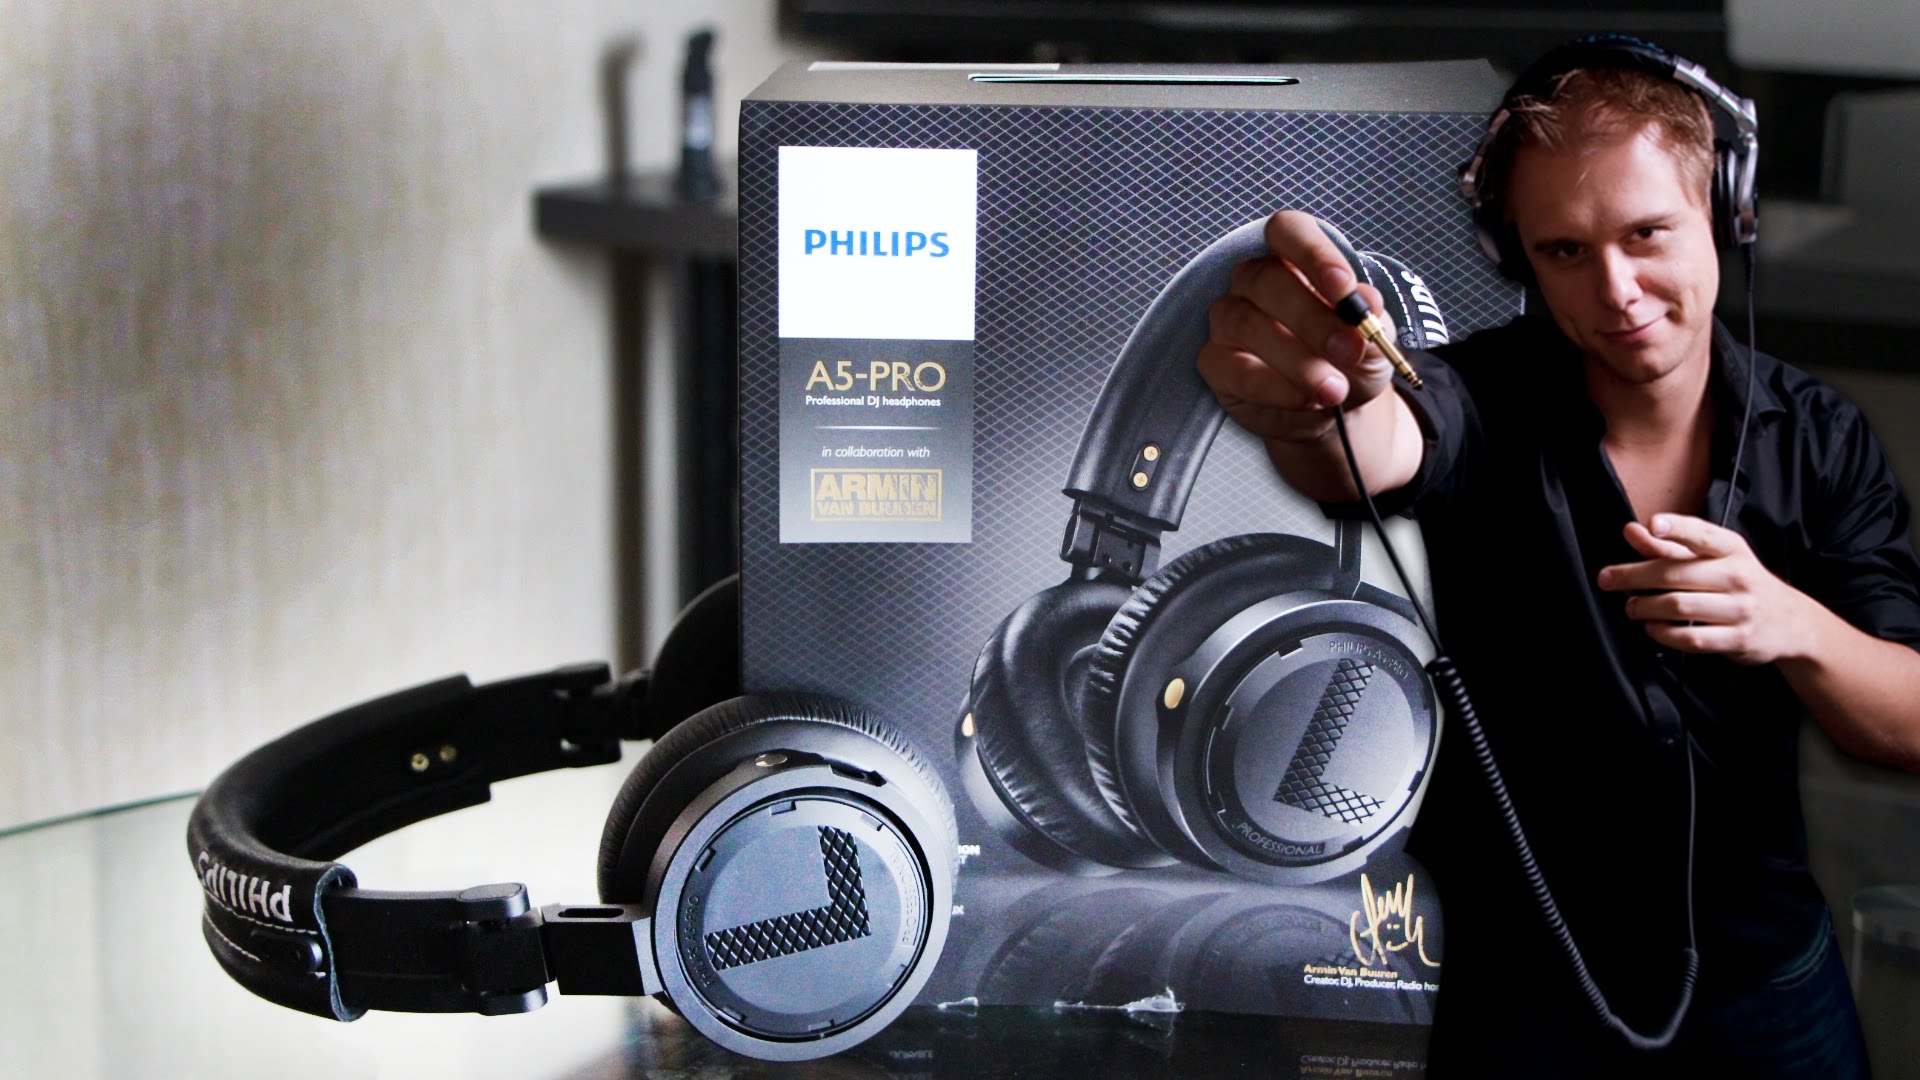 PHILIPS
A5-PRO
Professional DJ headphones
in collaboration with
ARMIN
VAN BUUREN
PHILIPS A5-PRO
PROFESSIONAL
Armin Van Buuren
Creator, DJ, Producer, Radio
PHILIPS
PROFESSIONAL